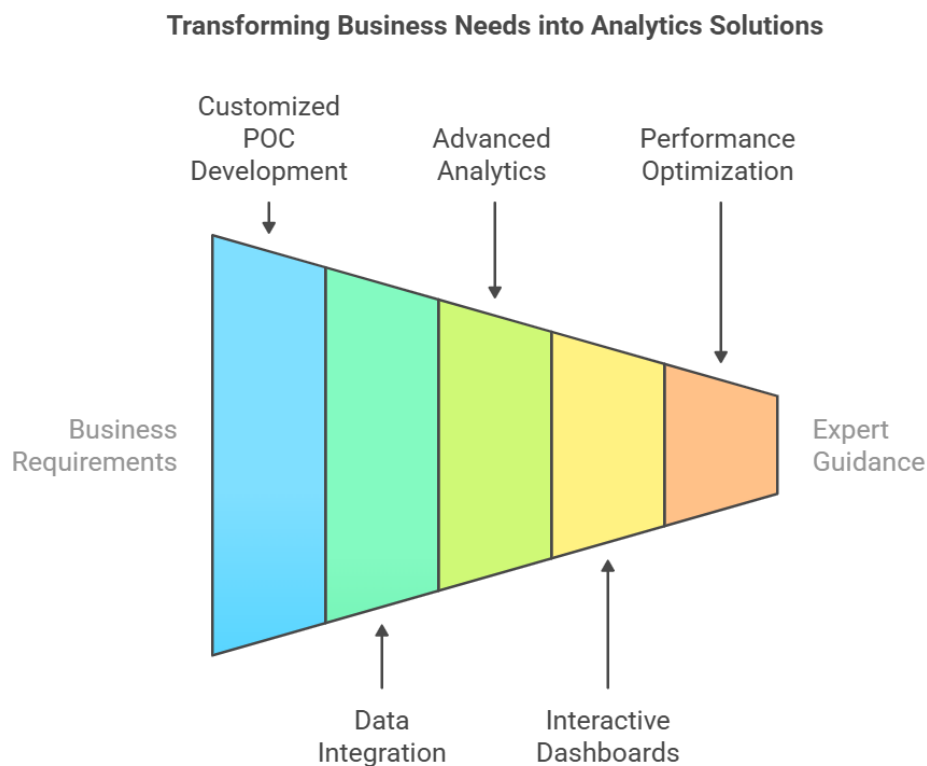 Transforming Business Needs into Analytics Solutions
Customized
POC
Development
Advanced
Analytics
Performance
Optimization
Business
Requirements
Expert
Guidance
Data
Integration
Interactive
Dashboards